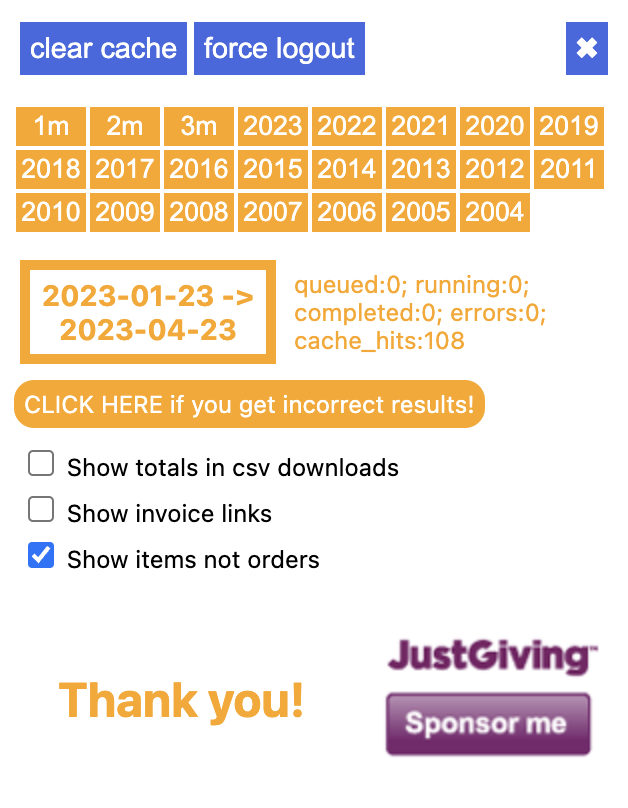 clear cache force logout ✖
1m 2m 3m 2023 2022 2021 2020 2019
2018 2017 2016 2015 2014 2013 2012 2011
2010 2009 2008 2007 2006 2005 2004
2023-01-23 ->
2023-04-23
queued:0; running:0;
completed:0; errors:0;
cache_hits:108
CLICK HERE if you get incorrect results!
Show totals in csv downloads
Show invoice links
Show items not orders
Thank you!
JustGiving™
Sponsor me